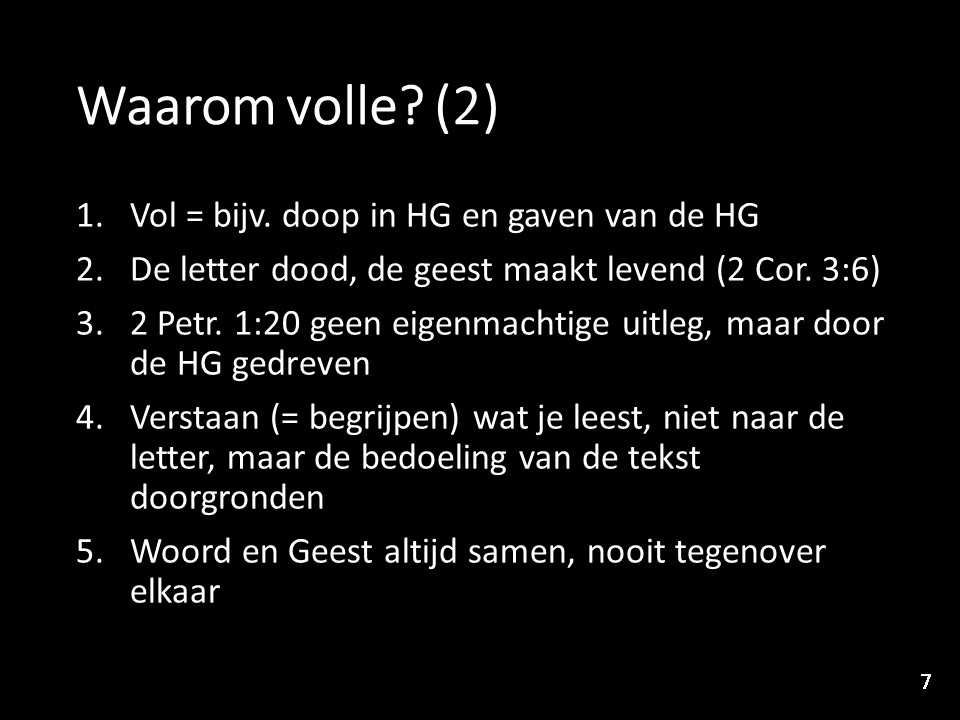 Waarom volle? (2)
1. Vol = bijv. doop in HG en gaven van de HG
2. De letter dood, de geest maakt levend (2 Cor. 3:6)
3. 2 Petr. 1:20 geen eigenmachtige uitleg, maar door
de HG gedreven
4. Verstaan (= begrijpen) wat je leest, niet naar de
letter, maar de bedoeling van de tekst
doorgronden
5. Woord en Geest altijd samen, nooit tegenover
elkaar
7